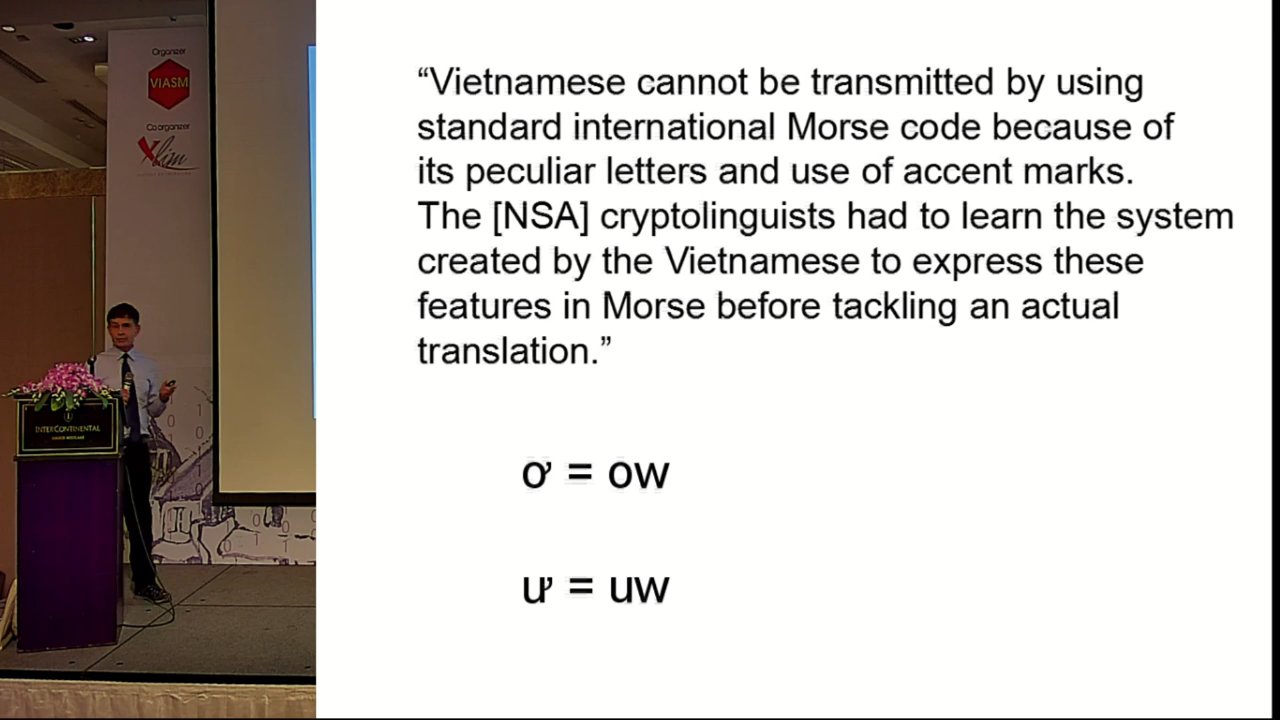 Organizer
VIASM
Co organizer
Xlim
INTERCONTINENTAL
“Vietnamese cannot be transmitted by using
standard international Morse code because of
its peculiar letters and use of accent marks.
The [NSA] cryptolinguists had to learn the system
created by the Vietnamese to express these
features in Morse before tackling an actual
translation.”
ơ = ow
ư = uw